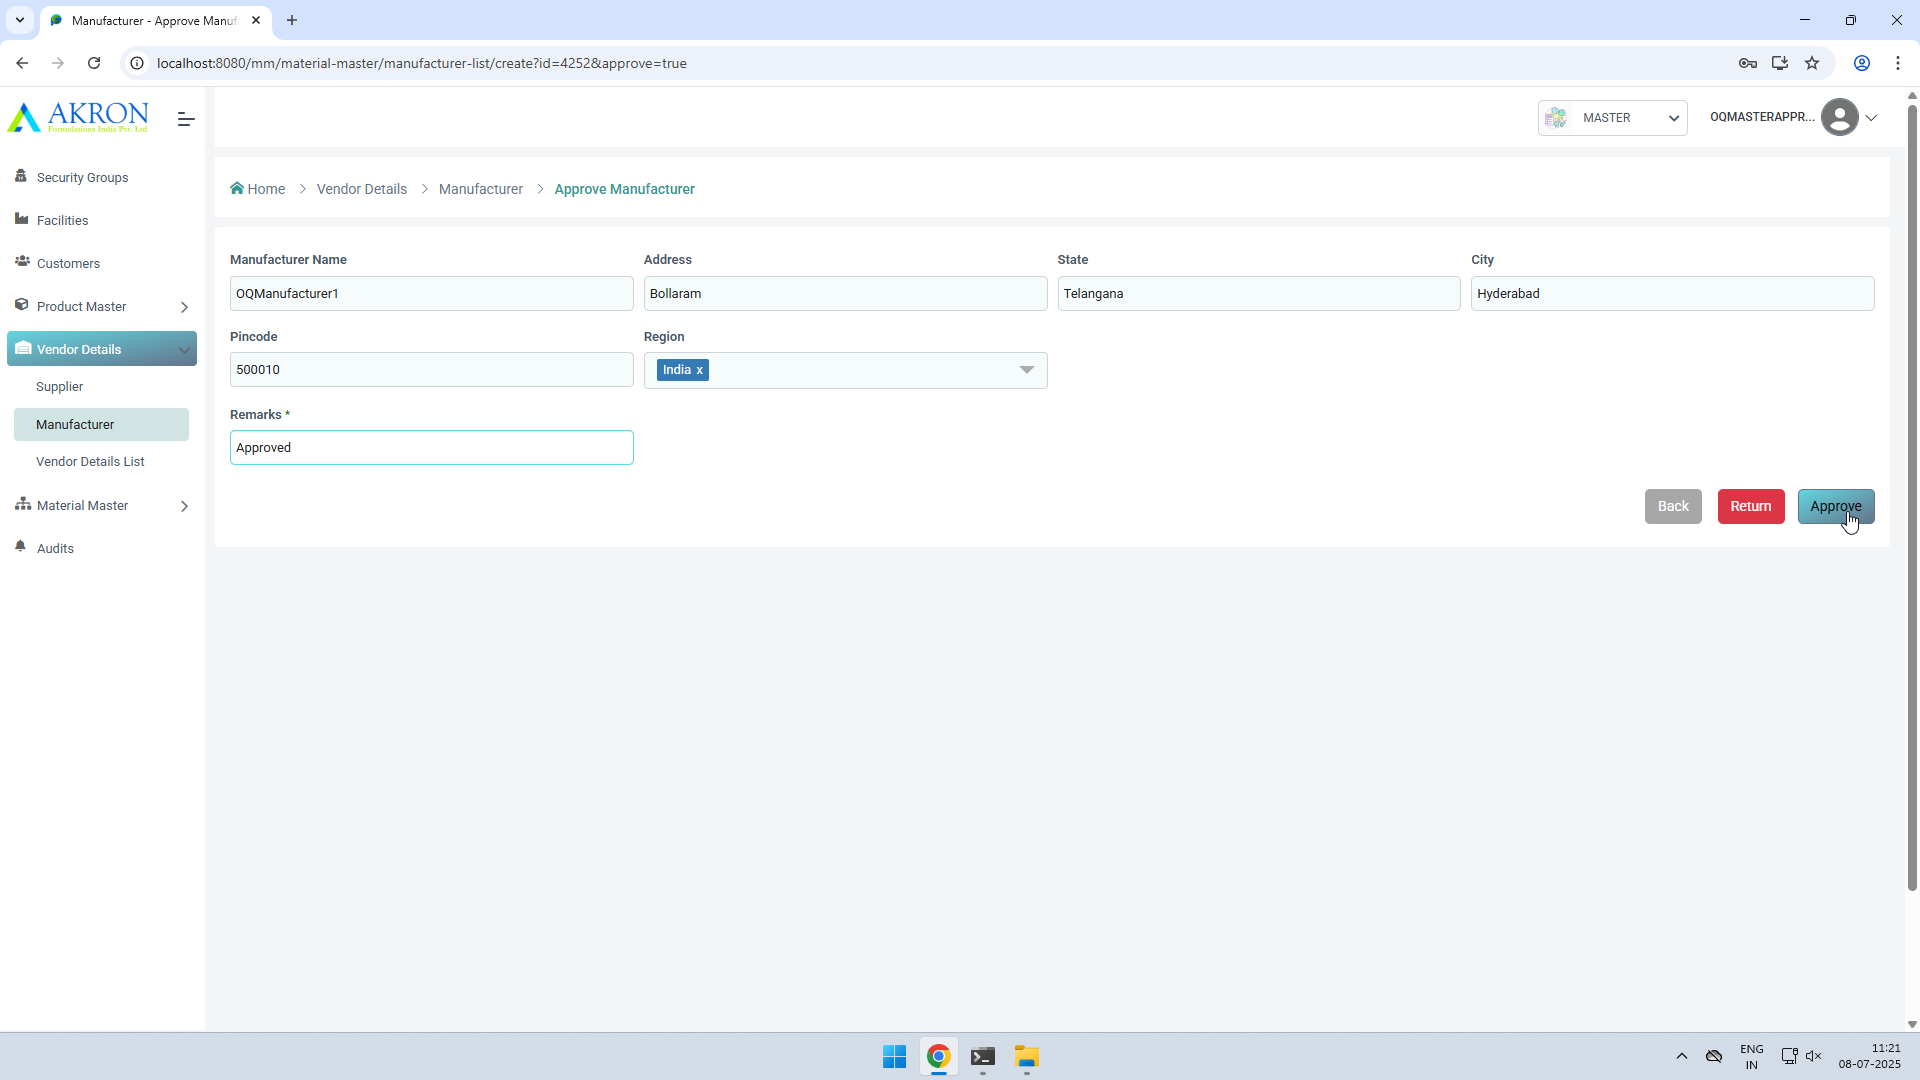 Manufacturer - Approve Manuf
localhost:8080/mm/material-master/manufacturer-list/create?id=4252&approve=true
AKRON
Formulations India Pvt. Ltd
MASTER
OQMASTERAPPR...
Security Groups
Facilities
Customers
Product Master
Vendor Details
Supplier
Manufacturer
Vendor Details List
Material Master
Audits
Home > Vendor Details > Manufacturer > Approve Manufacturer
Manufacturer Name Address State City
OQManufacturer1 Bollaram Telangana Hyderabad
Pincode Region
500010 India x
Remarks *
Approved
Back Return Approve
ENG
IN
11:21
08-07-2025